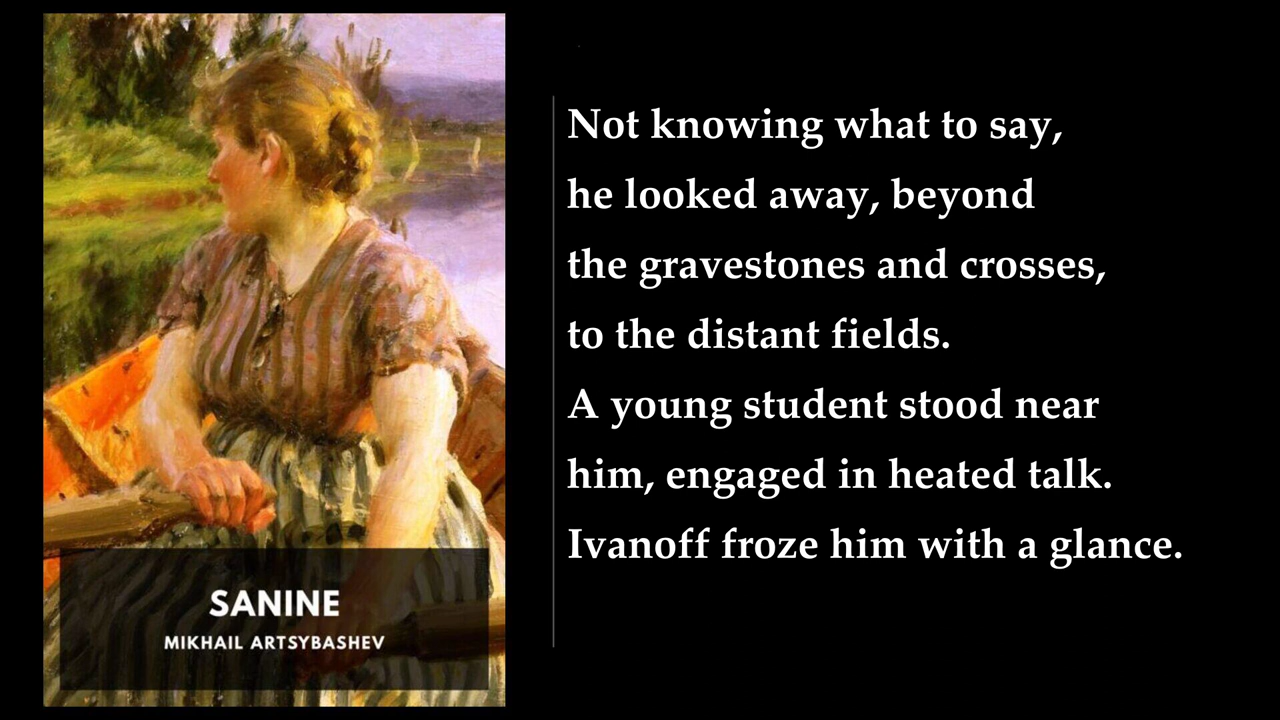 SANINE
MIKHAIL ARTSYBASHEV
Not knowing what to say,
he looked away, beyond
the gravestones and crosses,
to the distant fields.
A young student stood near
him, engaged in heated talk.
Ivanoff froze him with a glance.